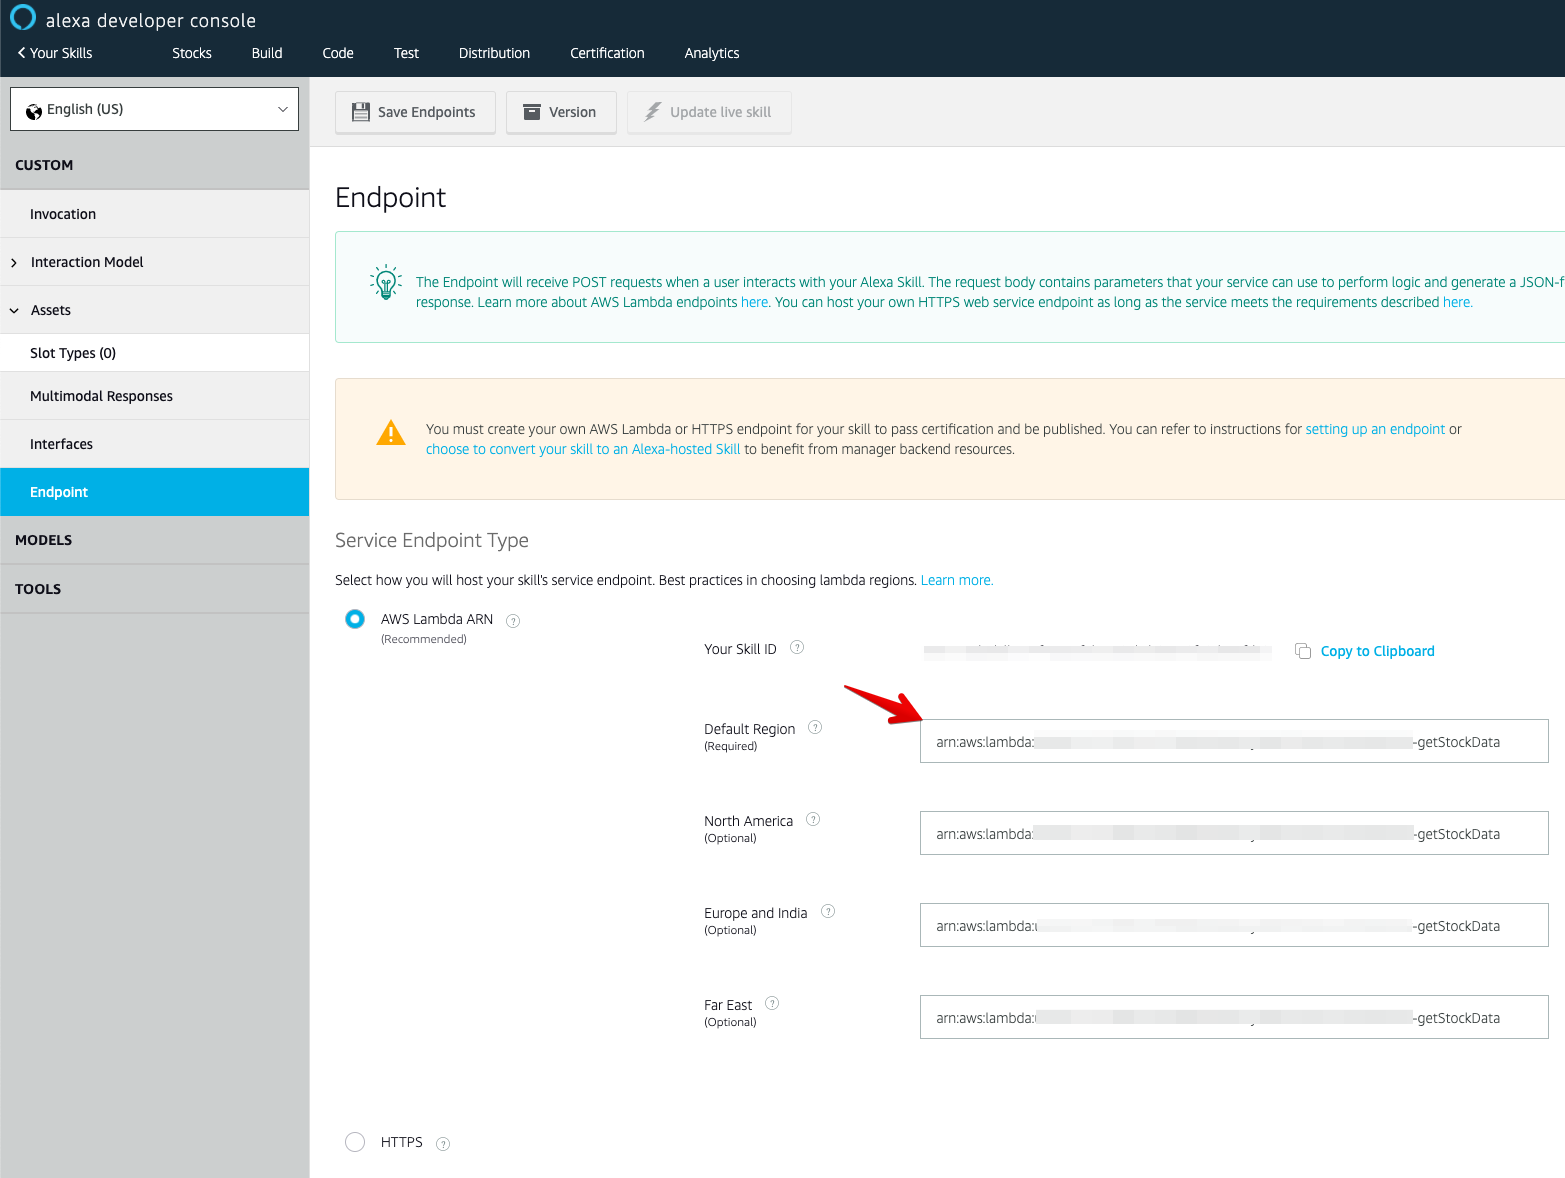 alexa developer console
Your Skills Stocks Build Code Test Distribution Certification Analytics
English (US)
Save Endpoints Version Update live skill
CUSTOM
Invocation
Interaction Model
Assets
Slot Types (0)
Multimodal Responses
Interfaces
Endpoint
MODELS
TOOLS
Endpoint
The Endpoint will receive POST requests when a user interacts with your Alexa Skill. The request body contains parameters that your service can use to perform logic and generate a JSON-f
response. Learn more about AWS Lambda endpoints here. You can host your own HTTPS web service endpoint as long as the service meets the requirements described here.
You must create your own AWS Lambda or HTTPS endpoint for your skill to pass certification and be published. You can refer to instructions for setting up an endpoint or
choose to convert your skill to an Alexa-hosted Skill to benefit from manager backend resources.
Service Endpoint Type
Select how you will host your skill's service endpoint. Best practices in choosing lambda regions. Learn more.
AWS Lambda ARN ?
(Recommended)
Your Skill ID ? Copy to Clipboard
Default Region ?
(Required)
arn:aws:lambda: -getStockData
North America ?
(Optional)
arn:aws:lambda: -getStockData
Europe and India ?
(Optional)
arn:aws:lambda: -getStockData
Far East ?
(Optional)
arn:aws:lambda: -getStockData
HTTPS ?